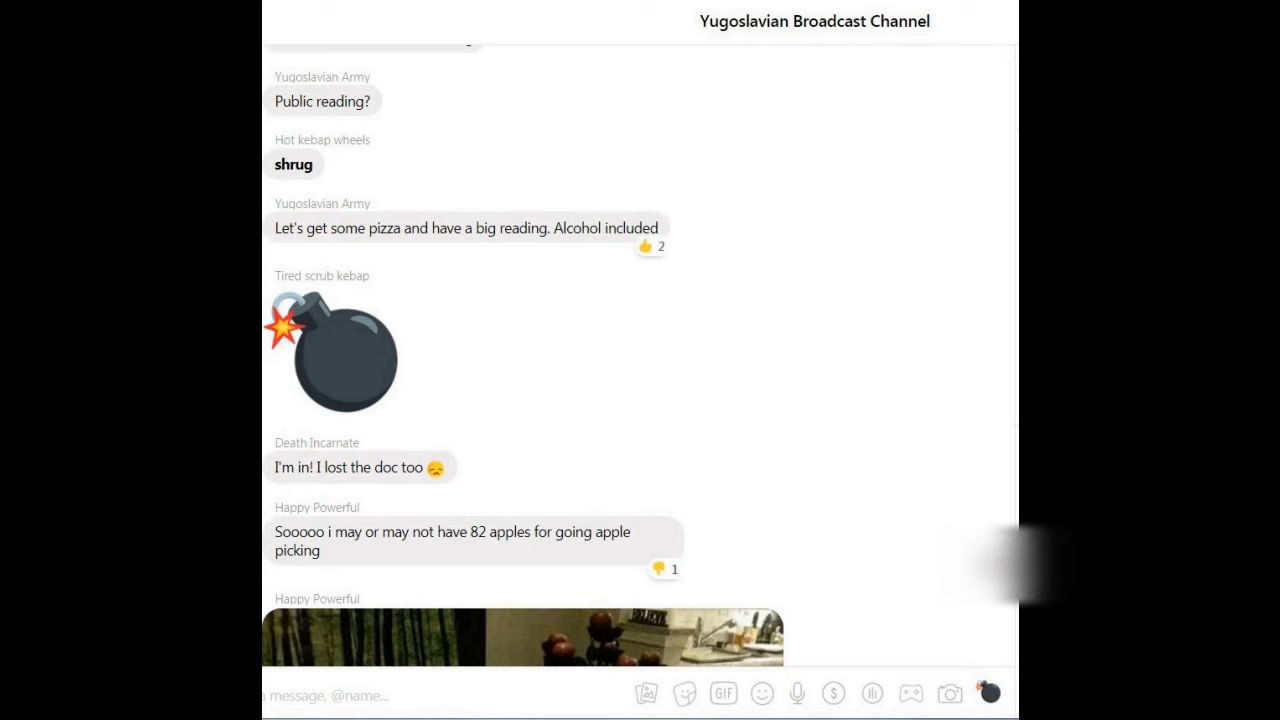 Yugoslavian Broadcast Channel
Yugoslavian Army
Public reading?
Hot kebap wheels
shrug
Yugoslavian Army
Let's get some pizza and have a big reading. Alcohol included
2
Tired scrub kebap
Death Incarnate
I'm in! I lost the doc too
Happy Powerful
Sooooo i may or may not have 82 apples for going apple
picking
1
Happy Powerful
BELIEVE
message, @name...
GIF
$